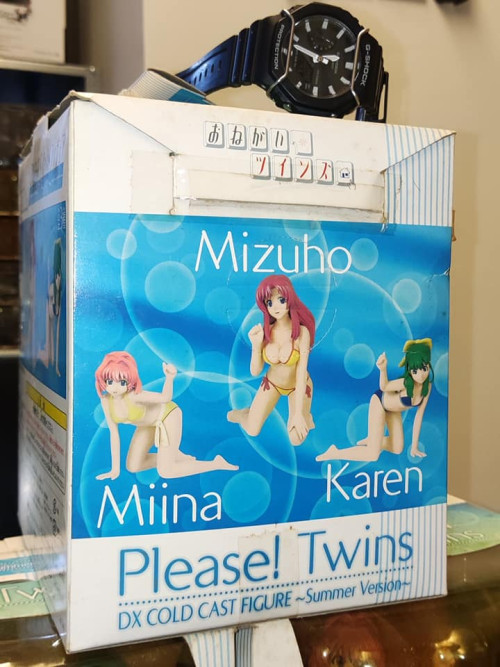 PROTECTION
G-SHOCK
おねがい
ツインズ
Mizuho
Miina
Karen
Please! Twins
DX COLD CAST FIGURE ~Summer Version~